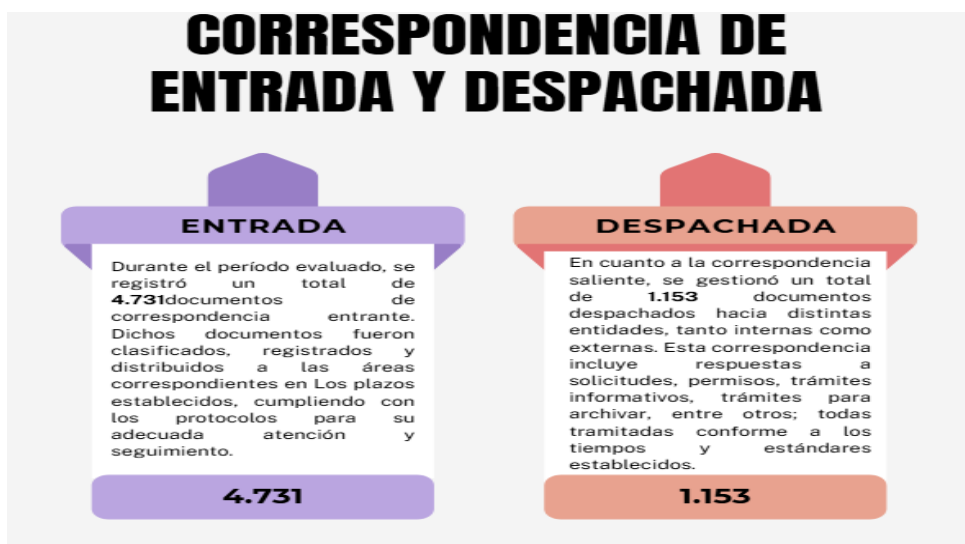 CORRESPONDENCIA DE
ENTRADA Y DESPACHADA
ENTRADA
Durante el período evaluado, se
registró un total de
4.731documentos de
correspondencia entrante.
Dichos documentos fueron
clasificados, registrados y
distribuidos a las áreas
correspondientes en Los plazos
establecidos, cumpliendo con
los protocolos para su
adecuada atención y
seguimiento.
4.731
DESPACHADA
En cuanto a la correspondencia
saliente, se gestionó un total
de 1.153 documentos
despachados hacia distintas
entidades, tanto internas como
externas. Esta correspondencia
incluye respuestas a
solicitudes, permisos, trámites
informativos, trámites para
archivar, entre otros; todas
tramitadas conforme a los
tiempos y estándares
establecidos.
1.153